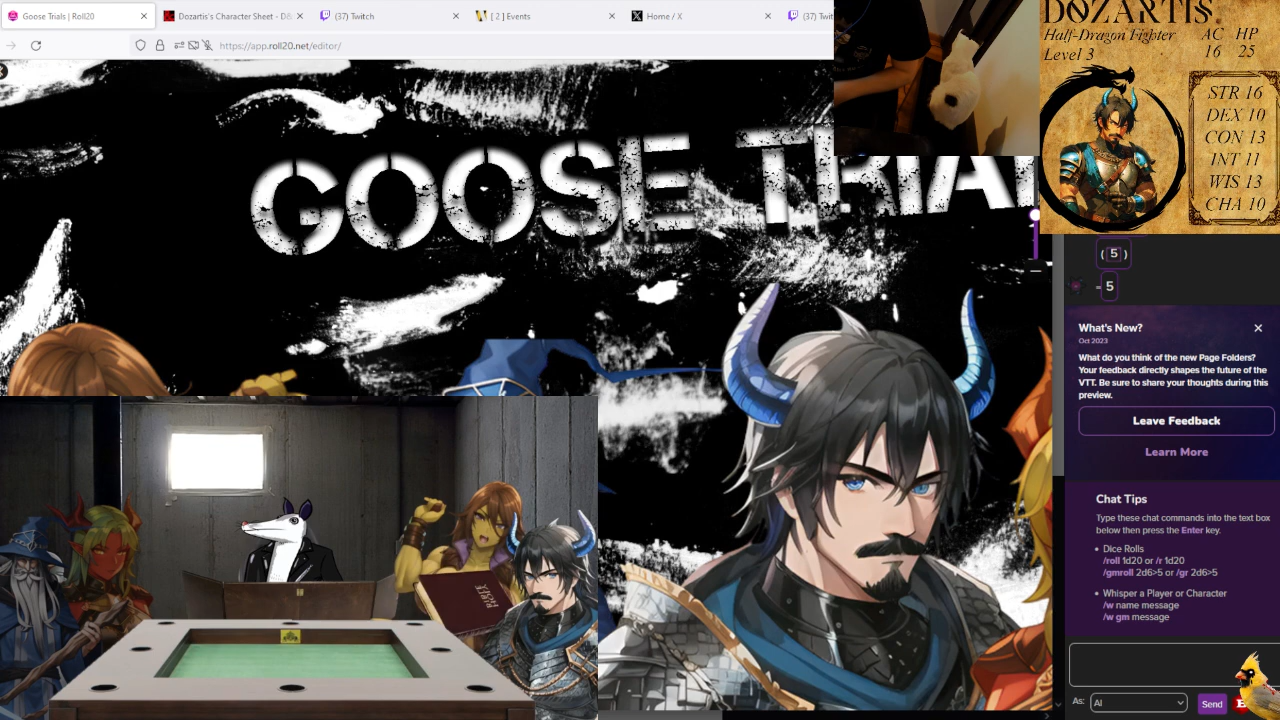 Goose Trials | Roll20
Dozartis's Character Sheet - D&
(37) Twitch
[ 2 ] Events
Home / X
(37) Twit
https://app.roll20.net/editor/
DOZARTIS
Half-Dragon Fighter
Level 3
AC HP
16 25
STR 16
DEX 10
CON 13
INT 11
WIS 13
CHA 10
GOOSE TRIAL
(5)
=5
What's New?
Oct 2023
What do you think of the new Page Folders?
Your feedback directly shapes the future of the
VTT. Be sure to share your thoughts during this
preview.
Leave Feedback
Learn More
Chat Tips
Type these chat commands into the text box
below then press the Enter key.
Dice Rolls
/roll 1d20 or /r 1d20
/gmroll 2d6>5 or /gr 2d6>5
Whisper a Player or Character
/w name message
/w gm message
As:
Al
Send